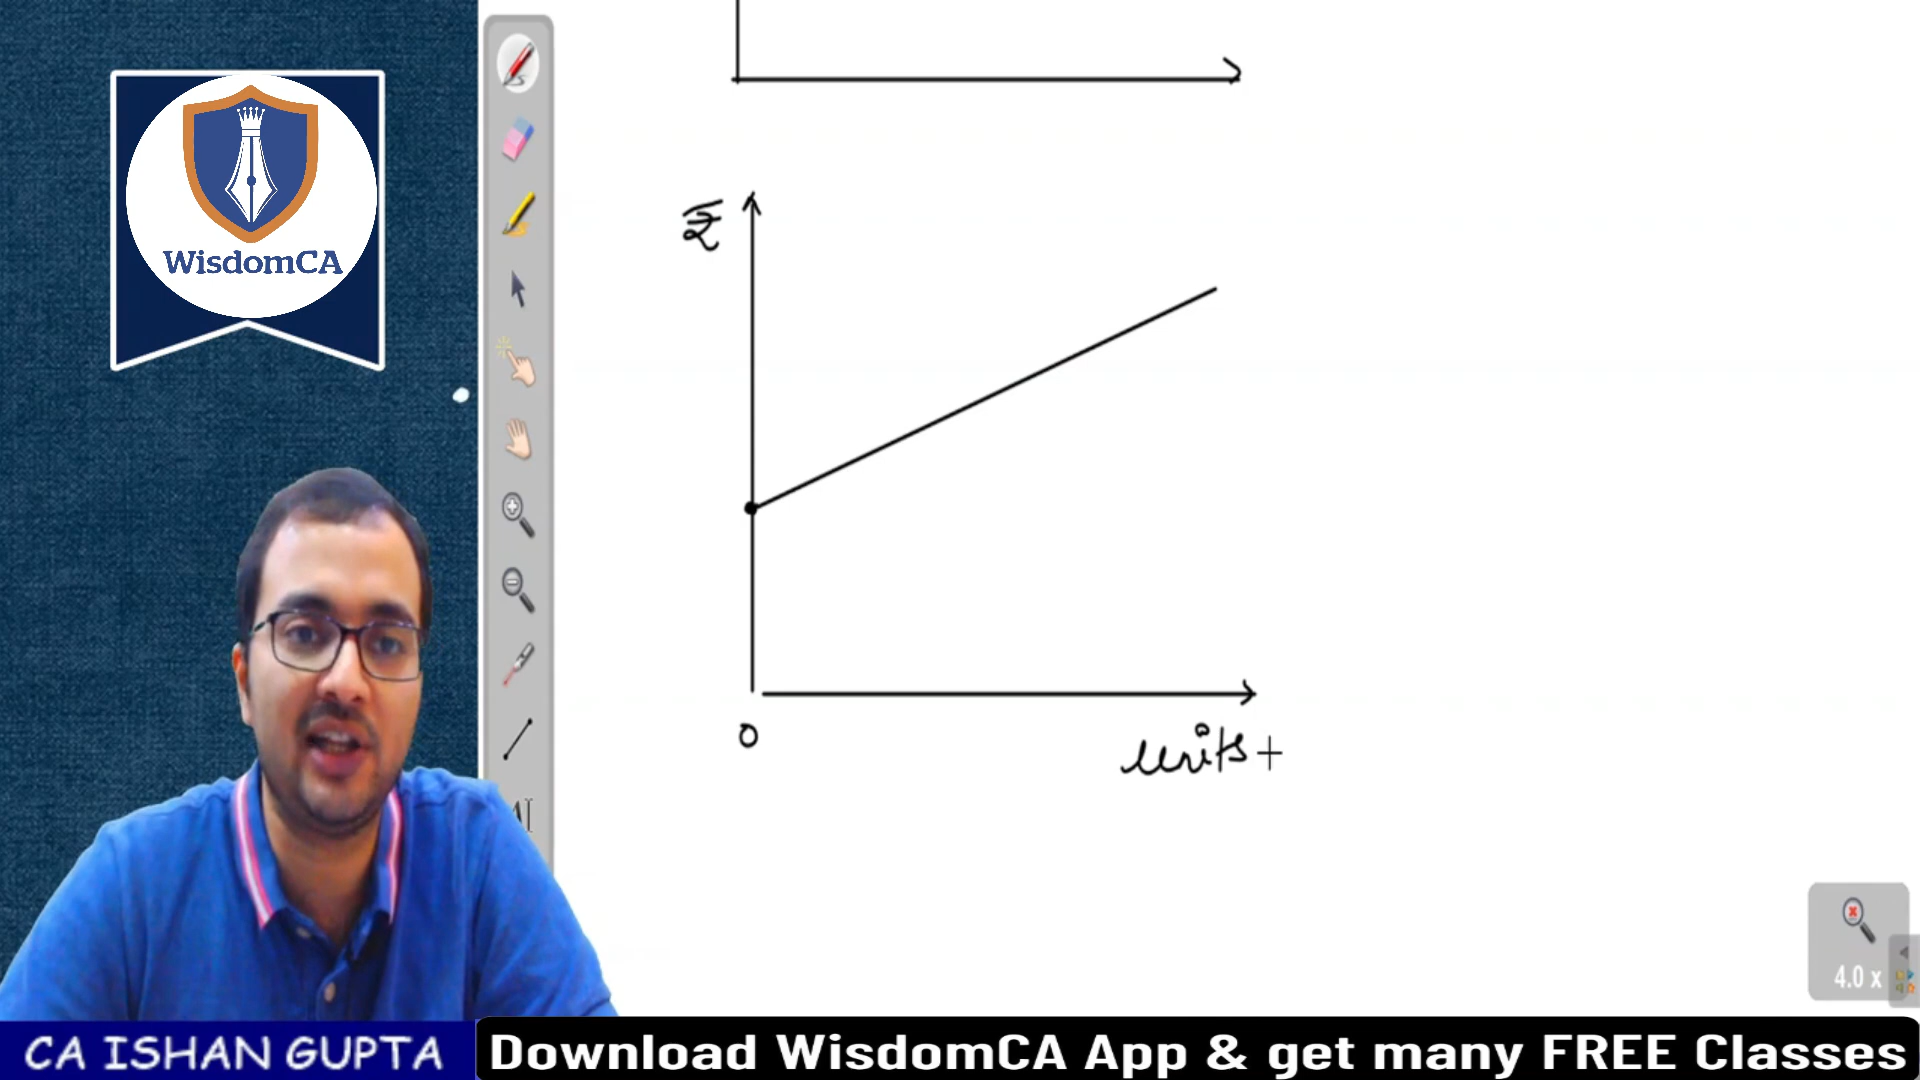 WisdomCA
₹
0
units
4.0 x
CA ISHAN GUPTA
Download WisdomCA App & get many FREE Classes